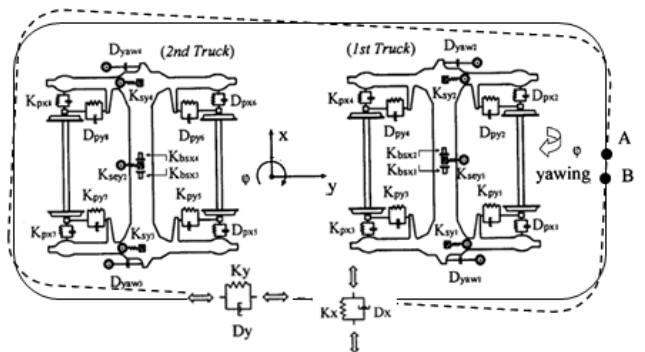 Dyaw4 (2nd Truck) (1st Truck) Dyaw2
Kpx8 Ksy4 Dpx6 Kpx4 Ksy2 Dpx2
Dpy8 Dpy6 Dpy4 Dpy2
x
Kbsx4 Kbsx2 A
Ksey2 Kbsx3 Kbsx1 Ksey1 φ
φ y yawing B
Kpy7 Kpy5 Kpy3 Kpy1
Kpx7 Ksy3 Dpx5 Kpx3 Ksy1 Dpx1
Dyaw3 Ky Dyaw1
Kx Dx
Dy